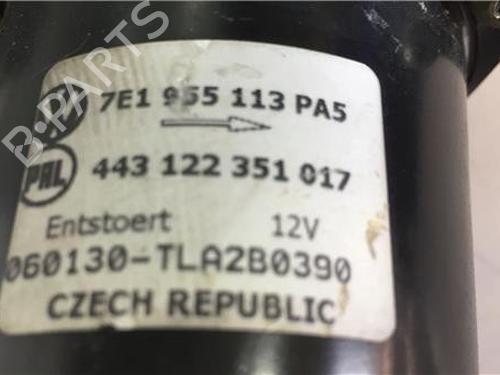 7E1 955 113 PA5
PAL 443 122 351 017
Entstoert 12V
060130-TLA2B0390
CZECH REPUBLIC
B-PARTS